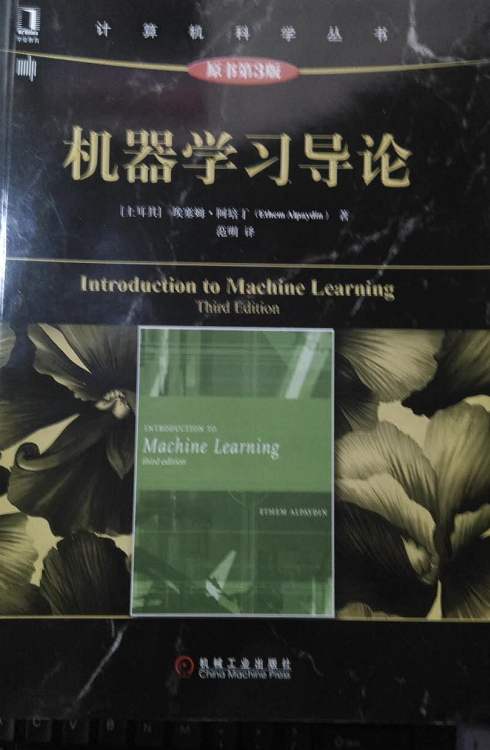 计算机科学丛书
原书第3版
机器学习导论
[土耳其] 埃塞姆·阿培丁 (Ethem Alpaydin) 著
范明 译
Introduction to Machine Learning
Third Edition
INTRODUCTION TO
Machine Learning
third edition
ETHEM ALPAYDIN
机械工业出版社
China Machine Press
C V B N M